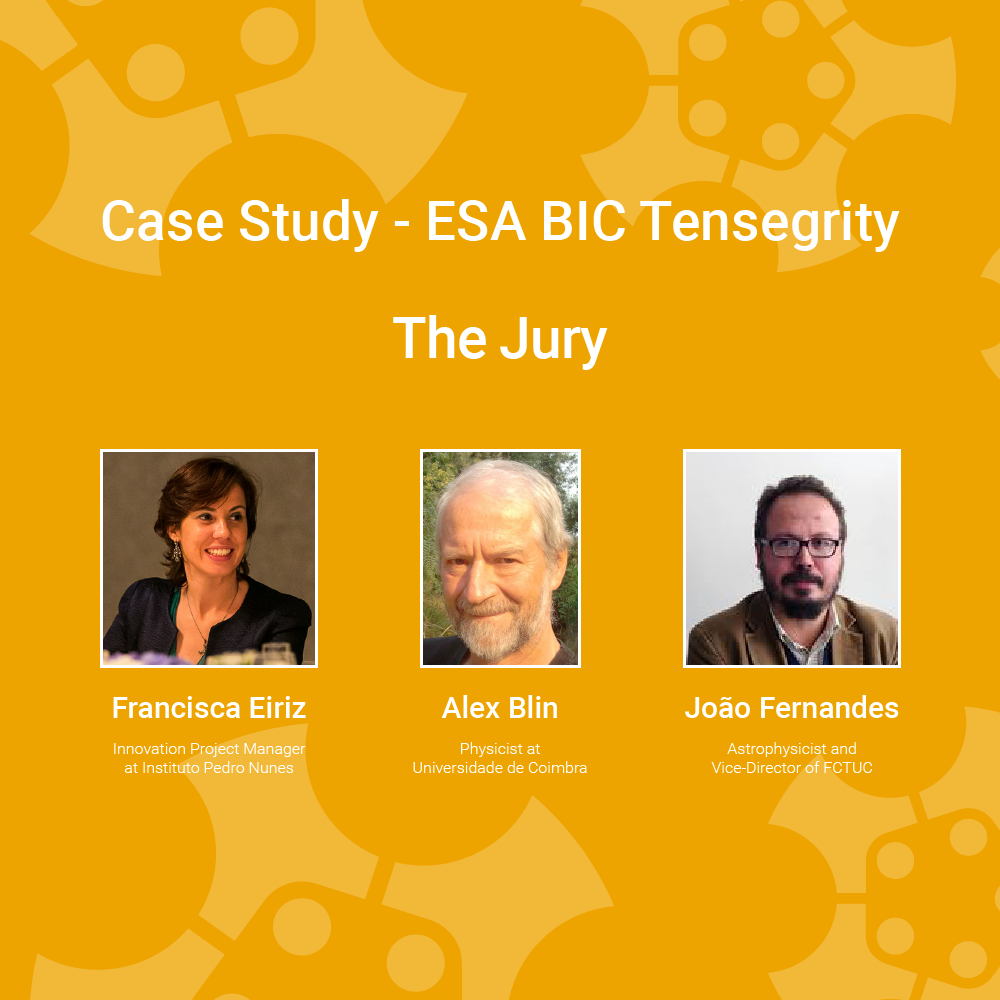 Case Study - ESA BIC Tensegrity
The Jury
Francisca Eiriz
Innovation Project Manager
at Instituto Pedro Nunes
Alex Blin
Physicist at
Universidade de Coimbra
João Fernandes
Astrophysicist and
Vice-Director of FCTUC